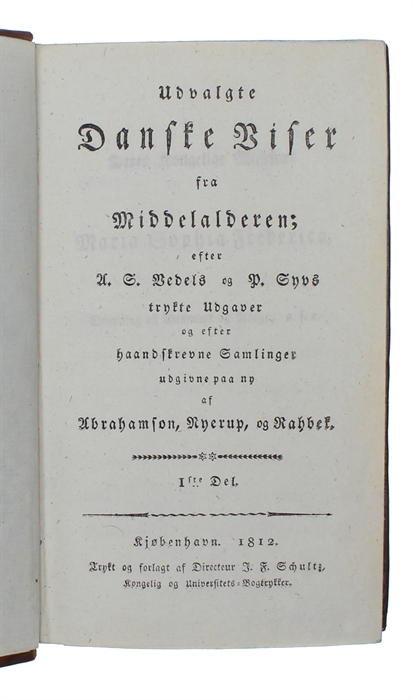 Udvalgte
Danske Viser
fra
Middelalderen;
efter
A. S. Vedels og P. Syvs
trykte Udgaver
og efter
haandskrevne Samlinger
udgivne paa ny
af
Abrahamson, Nyerup, og Rahbek.
1ste Del.
Kjøbenhavn. 1812.
Trykt og forlagt af Directeur J. F. Schultz,
Kongelig og Universitets-Bogtrykker.